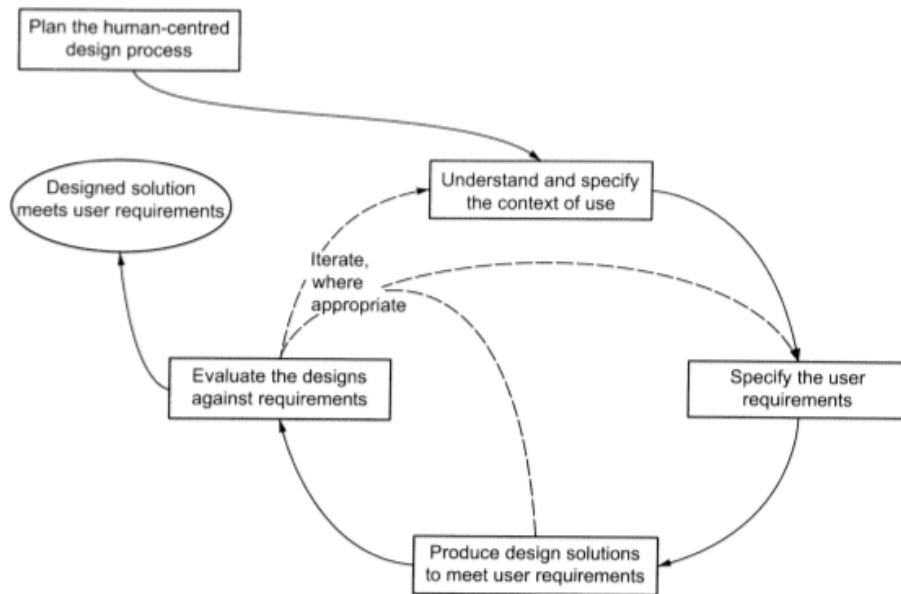 Plan the human-centred
design process
Understand and specify
the context of use
Designed solution
meets user requirements
Iterate,
where
appropriate
Evaluate the designs
against requirements
Specify the user
requirements
Produce design solutions
to meet user requirements